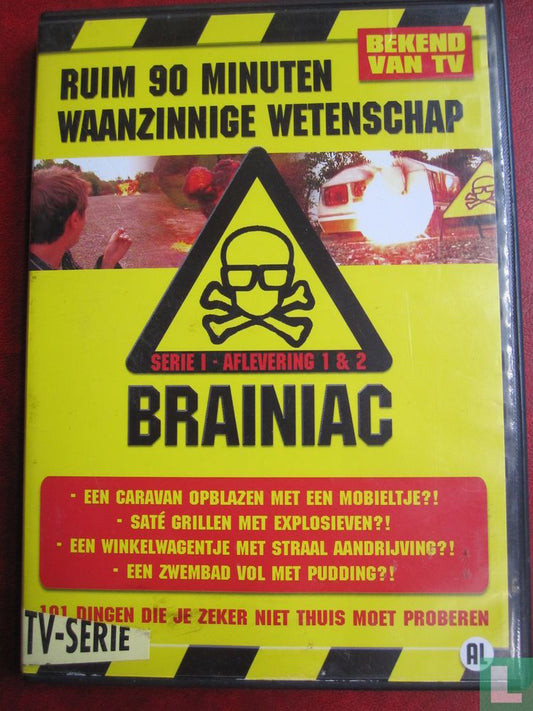 BEKEND
VAN TV
RUIM 90 MINUTEN
WAANZINNIGE WETENSCHAP
SERIE I - AFLEVERING 1 & 2
BRAINIAC
- EEN CARAVAN OPBLAZEN MET EEN MOBIELTJE?!
- SATÉ GRILLEN MET EXPLOSIEVEN?!
- EEN WINKELWAGENTJE MET STRAAL AANDRIJVING?!
- EEN ZWEMBAD VOL MET PUDDING?!
101 DINGEN DIE JE ZEKER NIET THUIS MOET PROBEREN
TV-SERIE
AL
L